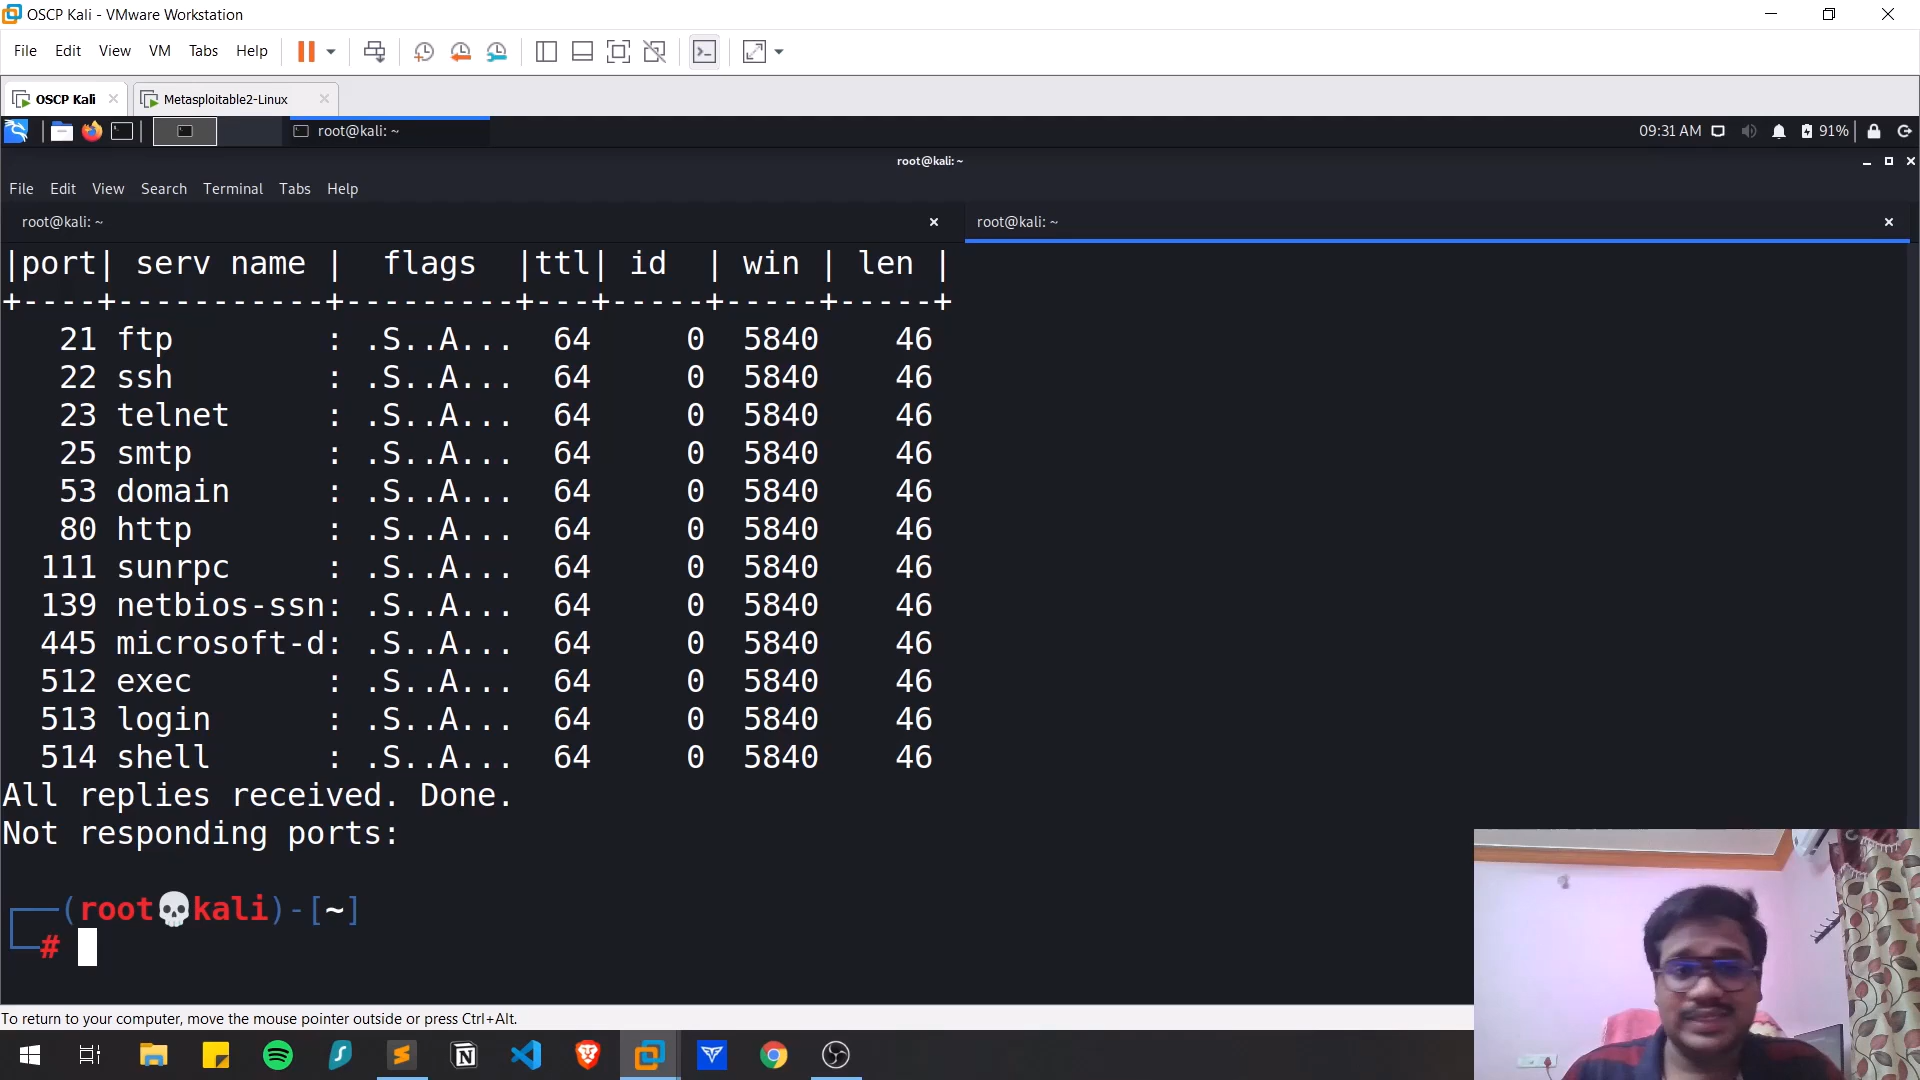 OSCP Kali - VMware Workstation
File Edit View VM Tabs Help
OSCP Kali Metasploitable2-Linux
root@kali: ~ 09:31 AM 91%
root@kali: ~
File Edit View Search Terminal Tabs Help
root@kali: ~ root@kali: ~
|port| serv name |  flags  |ttl| id  | win | len |
+----+-----------+---------+---+-----+-----+-----+
   21 ftp        : .S..A...  64     0  5840    46
   22 ssh        : .S..A...  64     0  5840    46
   23 telnet     : .S..A...  64     0  5840    46
   25 smtp       : .S..A...  64     0  5840    46
   53 domain     : .S..A...  64     0  5840    46
   80 http       : .S..A...  64     0  5840    46
  111 sunrpc     : .S..A...  64     0  5840    46
  139 netbios-ssn: .S..A...  64     0  5840    46
  445 microsoft-d: .S..A...  64     0  5840    46
  512 exec       : .S..A...  64     0  5840    46
  513 login      : .S..A...  64     0  5840    46
  514 shell      : .S..A...  64     0  5840    46
All replies received. Done.
Not responding ports:
┌──(root💀kali)-[~]
└─#
To return to your computer, move the mouse pointer outside or press Ctrl+Alt.